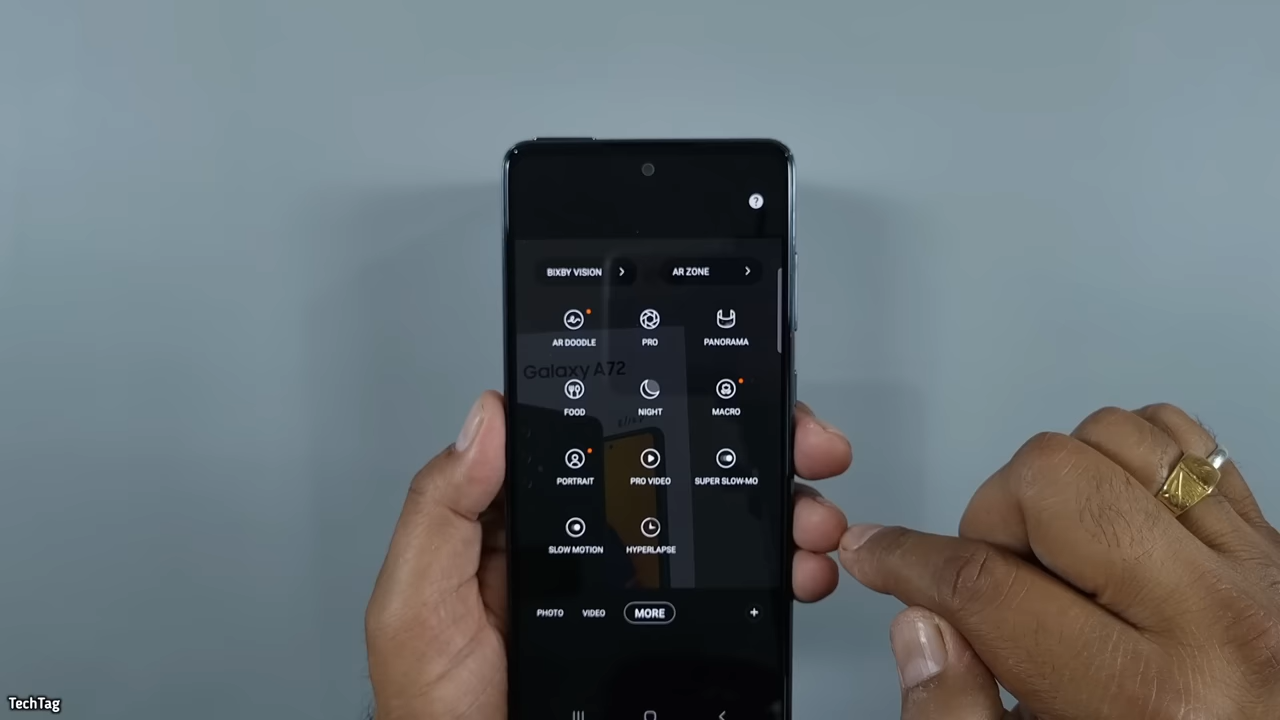 ?
BIXBY VISION > AR ZONE >
AR DOODLE PRO PANORAMA
Galaxy A72
FOOD NIGHT MACRO
PORTRAIT PRO VIDEO SUPER SLOW-MO
SLOW MOTION HYPERLAPSE
PHOTO VIDEO MORE +
TechTag